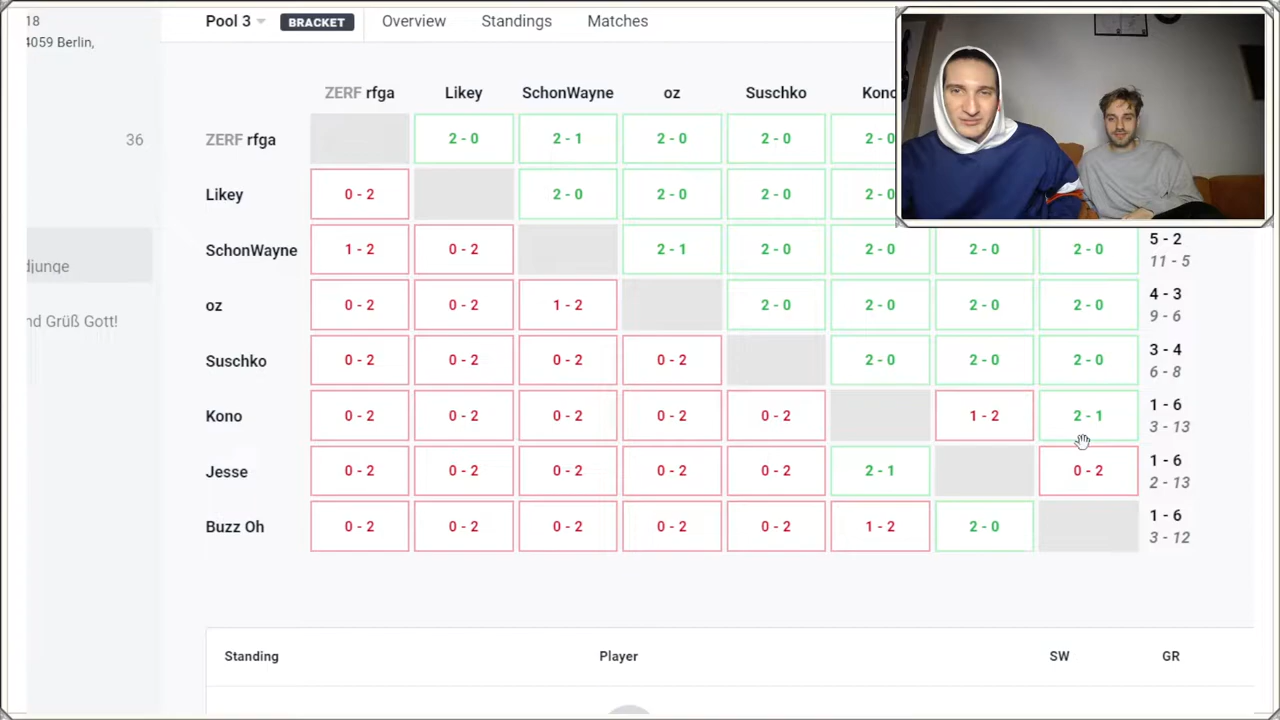 18
4059 Berlin,
Pool 3 BRACKET Overview Standings Matches
36
djunge
nd Grüß Gott!
ZERF rfga Likey SchonWayne oz Suschko Kono
ZERF rfga 2 - 0 2 - 1 2 - 0 2 - 0 2 - 0
Likey 0 - 2 2 - 0 2 - 0 2 - 0 2 - 0
SchonWayne 1 - 2 0 - 2 2 - 1 2 - 0 2 - 0 2 - 0 2 - 0 5 - 2
11 - 5
oz 0 - 2 0 - 2 1 - 2 2 - 0 2 - 0 2 - 0 2 - 0 4 - 3
9 - 6
Suschko 0 - 2 0 - 2 0 - 2 0 - 2 2 - 0 2 - 0 2 - 0 3 - 4
6 - 8
Kono 0 - 2 0 - 2 0 - 2 0 - 2 0 - 2 1 - 2 2 - 1 1 - 6
3 - 13
Jesse 0 - 2 0 - 2 0 - 2 0 - 2 0 - 2 2 - 1 0 - 2 1 - 6
2 - 13
Buzz Oh 0 - 2 0 - 2 0 - 2 0 - 2 0 - 2 1 - 2 2 - 0 1 - 6
3 - 12
Standing Player SW GR